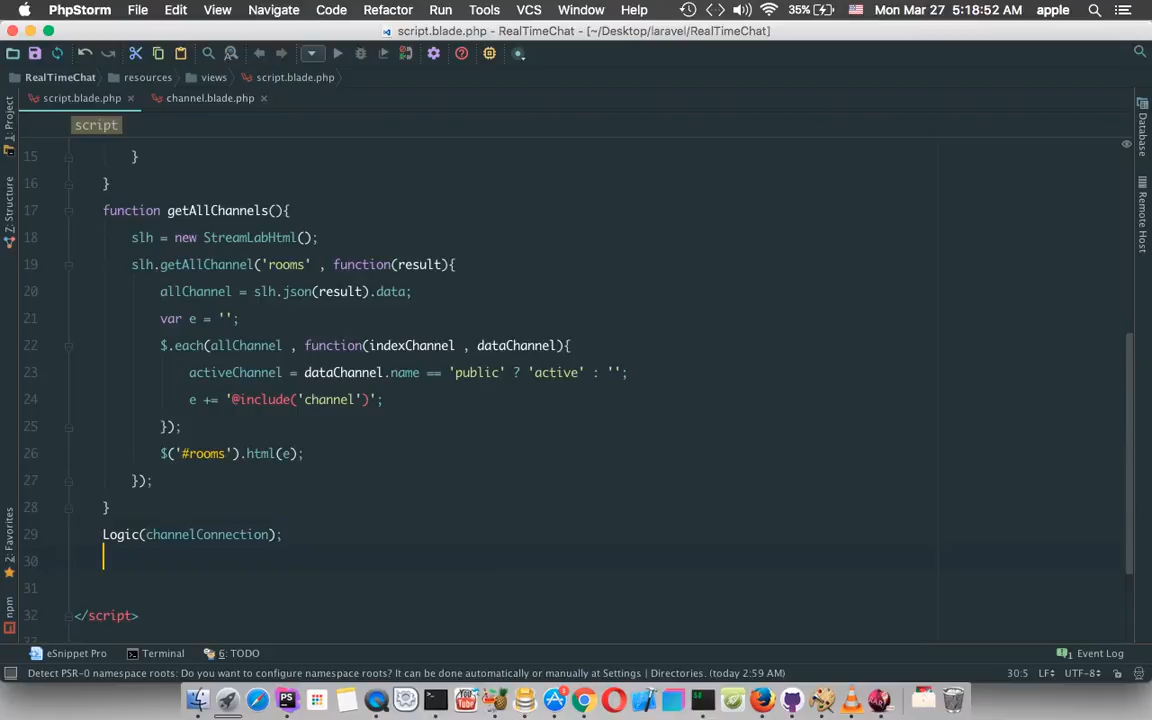 PhpStorm File Edit View Navigate Code Refactor Run Tools VCS Window Help 35% Mon Mar 27 5:18:52 AM apple
script.blade.php - RealTimeChat - [~/Desktop/laravel/RealTimeChat]
RealTimeChat resources views script.blade.php
script.blade.php channel.blade.php
script
15 }
16 }
17 function getAllChannels(){
18 slh = new StreamLabHtml();
19 slh.getAllChannel('rooms' , function(result){
20 allChannel = slh.json(result).data;
21 var e = '';
22 $.each(allChannel , function(indexChannel , dataChannel){
23 activeChannel = dataChannel.name == 'public' ? 'active' : '';
24 e += '@include('channel')';
25 });
26 $('#rooms').html(e);
27 });
28 }
29 Logic(channelConnection);
30
31
32 </script>
33
1: Project
7: Structure
2: Favorites
npm
Database
Remote Host
eSnippet Pro Terminal 6: TODO 1 Event Log
Detect PSR-0 namespace roots: Do you want to configure namespace roots? It can be done automatically or manually at Settings | Directories. (today 2:59 AM) 30:5 LF UTF-8